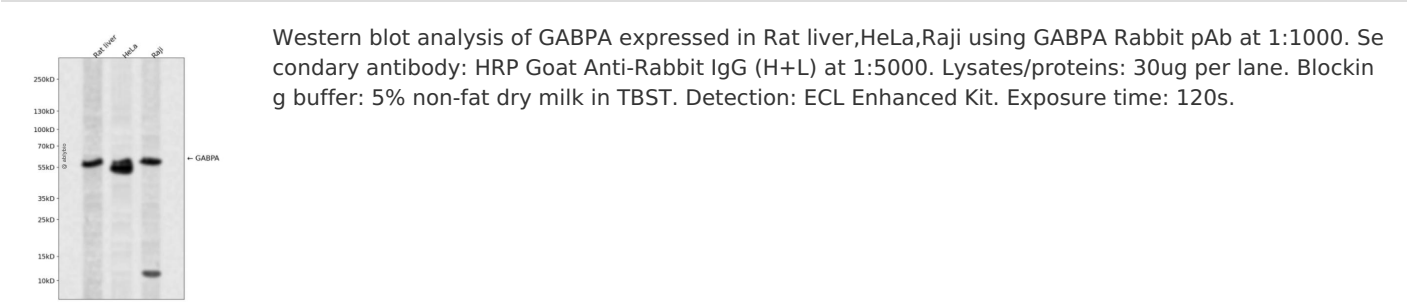 Rat liver
HeLa
Raji
250kD
130kD
100kD
70kD
55kD
35kD
25kD
15kD
10kD
@ abybio
← GABPA
Western blot analysis of GABPA expressed in Rat liver,HeLa,Raji using GABPA Rabbit pAb at 1:1000. Se
condary antibody: HRP Goat Anti-Rabbit IgG (H+L) at 1:5000. Lysates/proteins: 30ug per lane. Blockin
g buffer: 5% non-fat dry milk in TBST. Detection: ECL Enhanced Kit. Exposure time: 120s.